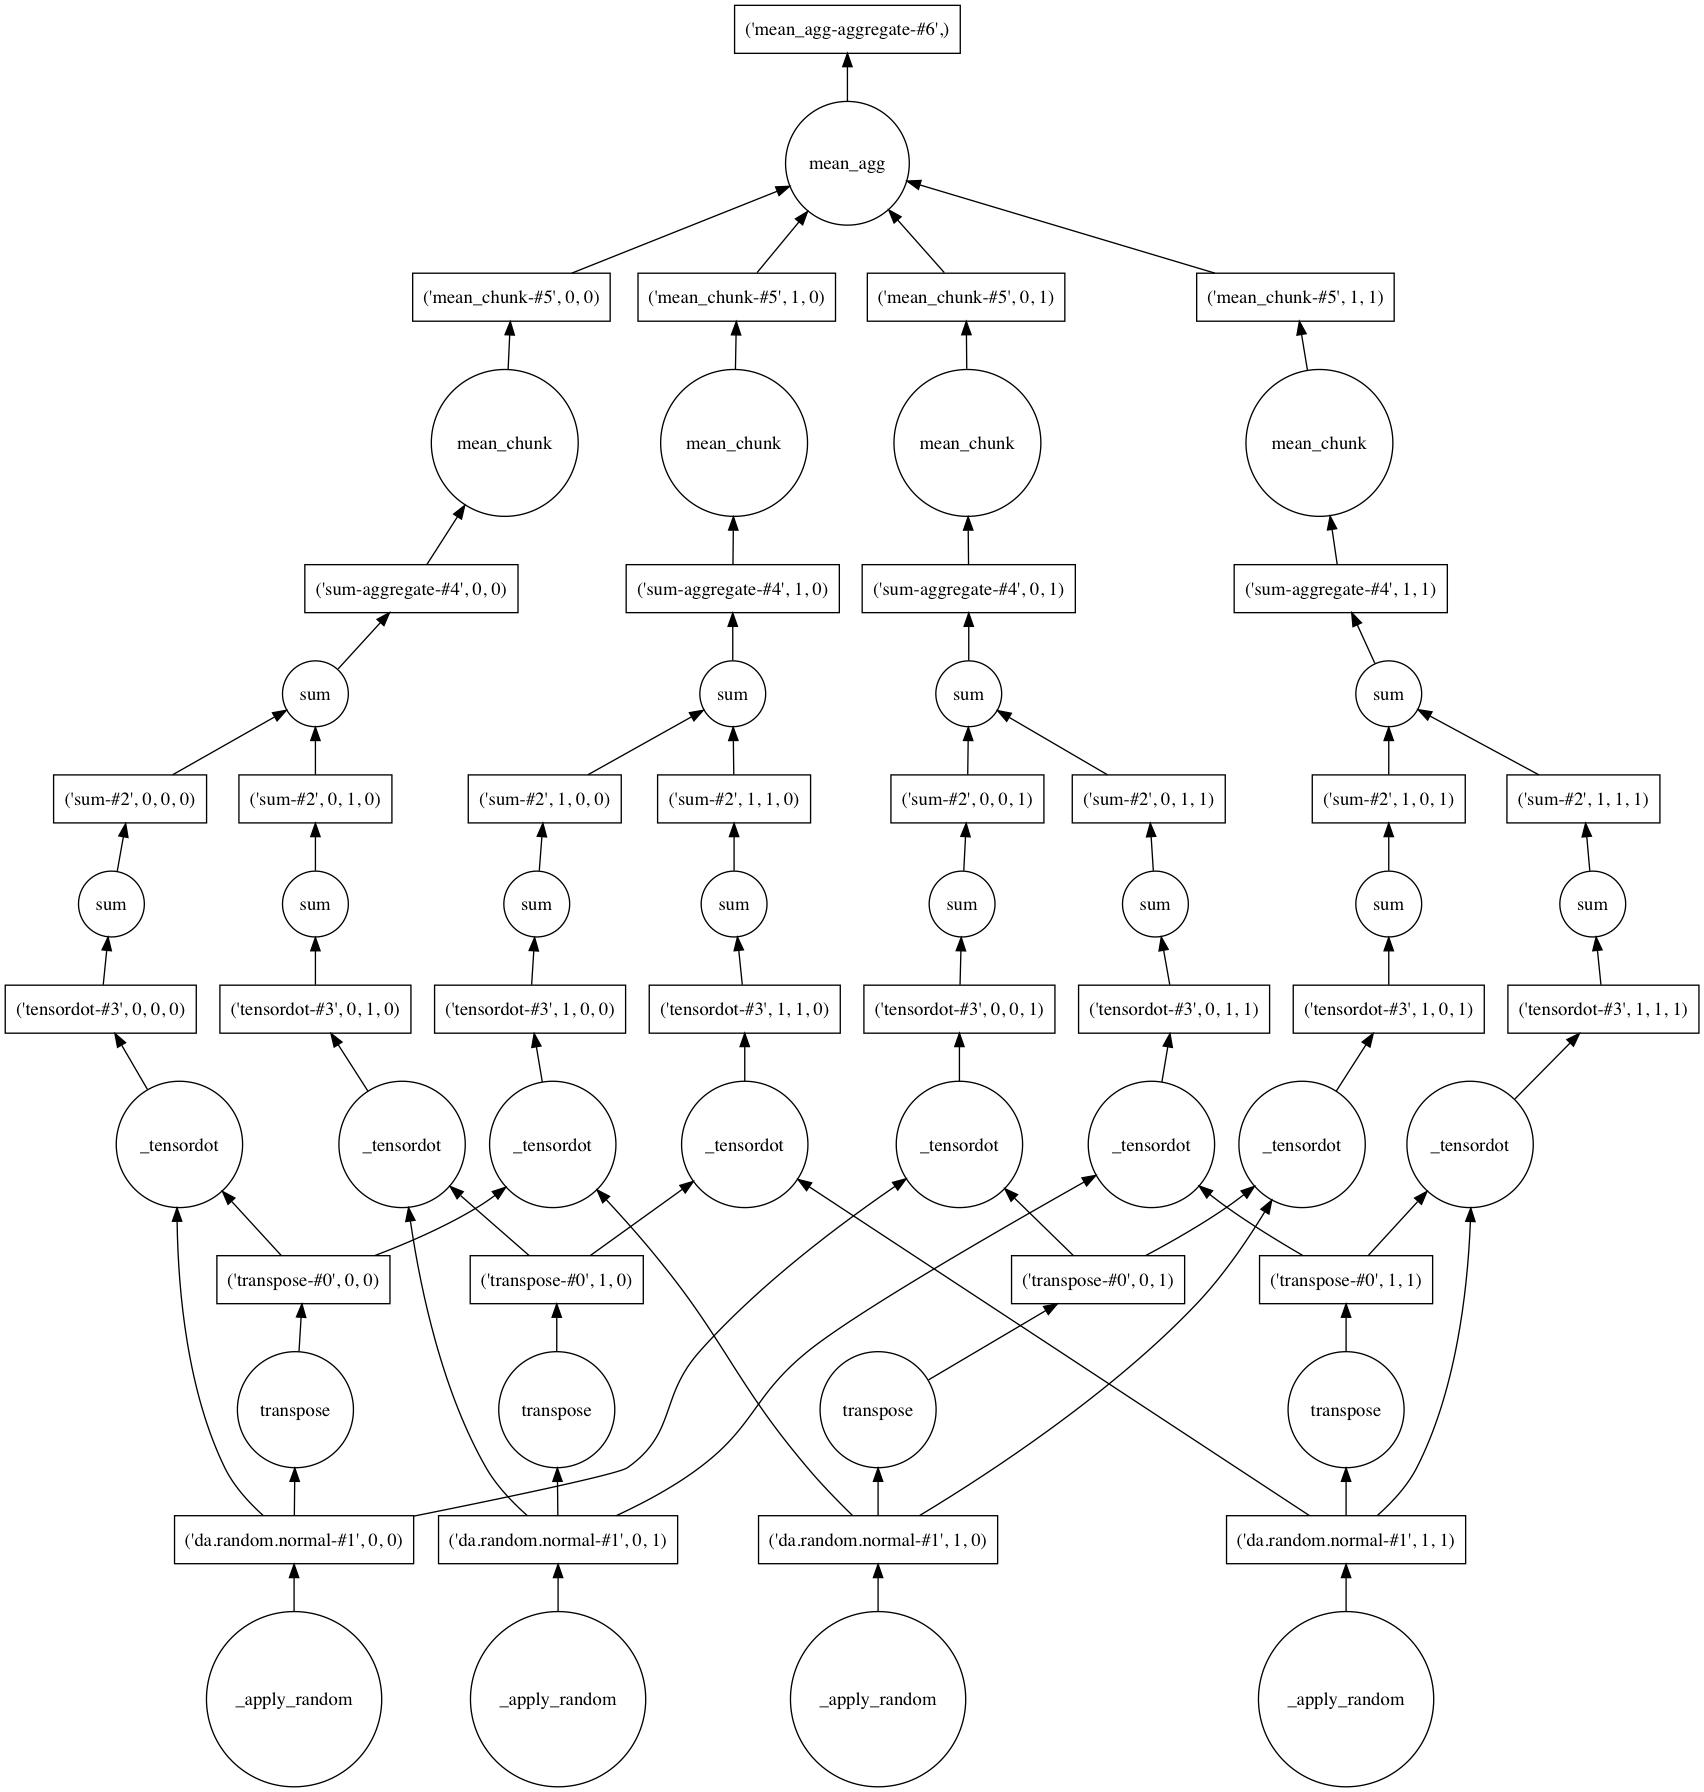 ('mean_agg-aggregate-#6',)
mean_agg
('mean_chunk-#5', 0, 0)
('mean_chunk-#5', 1, 0)
('mean_chunk-#5', 0, 1)
('mean_chunk-#5', 1, 1)
mean_chunk
mean_chunk
mean_chunk
mean_chunk
('sum-aggregate-#4', 0, 0)
('sum-aggregate-#4', 1, 0)
('sum-aggregate-#4', 0, 1)
('sum-aggregate-#4', 1, 1)
sum
sum
sum
sum
('sum-#2', 0, 0, 0)
('sum-#2', 0, 1, 0)
('sum-#2', 1, 0, 0)
('sum-#2', 1, 1, 0)
('sum-#2', 0, 0, 1)
('sum-#2', 0, 1, 1)
('sum-#2', 1, 0, 1)
('sum-#2', 1, 1, 1)
sum
sum
sum
sum
sum
sum
sum
sum
('tensordot-#3', 0, 0, 0)
('tensordot-#3', 0, 1, 0)
('tensordot-#3', 1, 0, 0)
('tensordot-#3', 1, 1, 0)
('tensordot-#3', 0, 0, 1)
('tensordot-#3', 0, 1, 1)
('tensordot-#3', 1, 0, 1)
('tensordot-#3', 1, 1, 1)
_tensordot
_tensordot
_tensordot
_tensordot
_tensordot
_tensordot
_tensordot
_tensordot
('transpose-#0', 0, 0)
('transpose-#0', 1, 0)
('transpose-#0', 0, 1)
('transpose-#0', 1, 1)
transpose
transpose
transpose
transpose
('da.random.normal-#1', 0, 0)
('da.random.normal-#1', 0, 1)
('da.random.normal-#1', 1, 0)
('da.random.normal-#1', 1, 1)
_apply_random
_apply_random
_apply_random
_apply_random